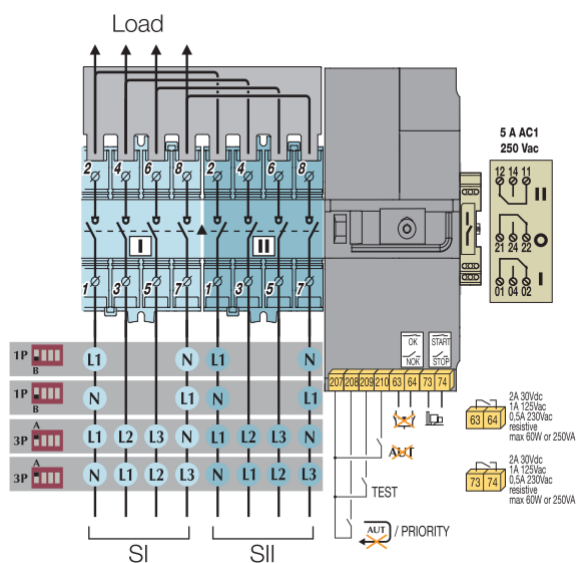 Load
5 A AC1
250 Vac
12 14 11
II
21 24 22
O
01 04 02
I
2 4 6 8 2 4 6 8
I II
1 3 5 7 1 3 5 7
OK START
NOK STOP
207 208 209 210 63 64 73 74
1P B L1 N L1 N
1P B N L1 N L1
3P A L1 L2 L3 N L1 L2 L3 N
3P A N L1 L2 L3 N L1 L2 L3
SI SII
AUT
TEST
AUT / PRIORITY
63 64
2A 30Vdc
1A 125Vac
0,5A 230Vac
resistive
max 60W or 250VA
73 74
2A 30Vdc
1A 125Vac
0,5A 230Vac
resistive
max 60W or 250VA